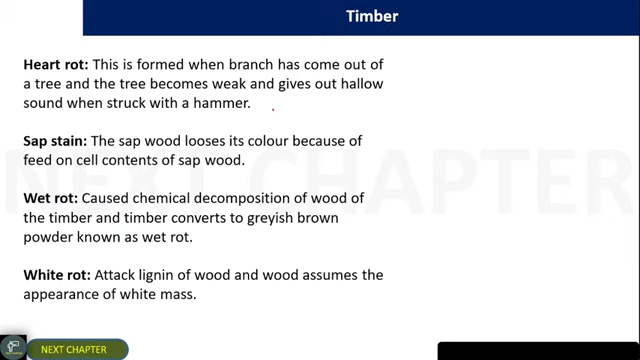 Timber
Heart rot: This is formed when branch has come out of
a tree and the tree becomes weak and gives out hallow
sound when struck with a hammer.
Sap stain: The sap wood looses its colour because of
feed on cell contents of sap wood.
Wet rot: Caused chemical decomposition of wood of
the timber and timber converts to greyish brown
powder known as wet rot.
White rot: Attack lignin of wood and wood assumes the
appearance of white mass.
NEXT CHAPTER
NEXT CHAPTER